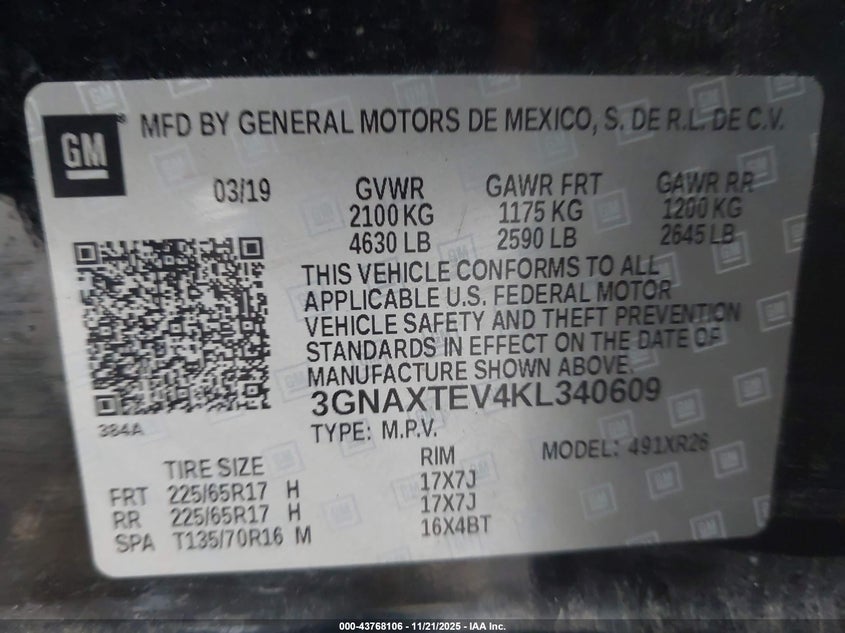 GM
MFD BY GENERAL MOTORS DE MEXICO, S. DE R.L. DE C.V.
03/19 GVWR GAWR FRT GAWR RR
2100 KG 1175 KG 1200 KG
4630 LB 2590 LB 2645 LB
THIS VEHICLE CONFORMS TO ALL
APPLICABLE U.S. FEDERAL MOTOR
VEHICLE SAFETY AND THEFT PREVENTION
STANDARDS IN EFFECT ON THE DATE OF
MANUFACTURE SHOWN ABOVE.
3GNAXTEV4KL340609
384A
TYPE: M.P.V. MODEL: 491XR26
TIRE SIZE RIM
FRT 225/65R17 H 17X7J
RR 225/65R17 H 17X7J
SPA T135/70R16 M 16X4BT
000-43768106 - 11/21/2025 - IAA Inc.